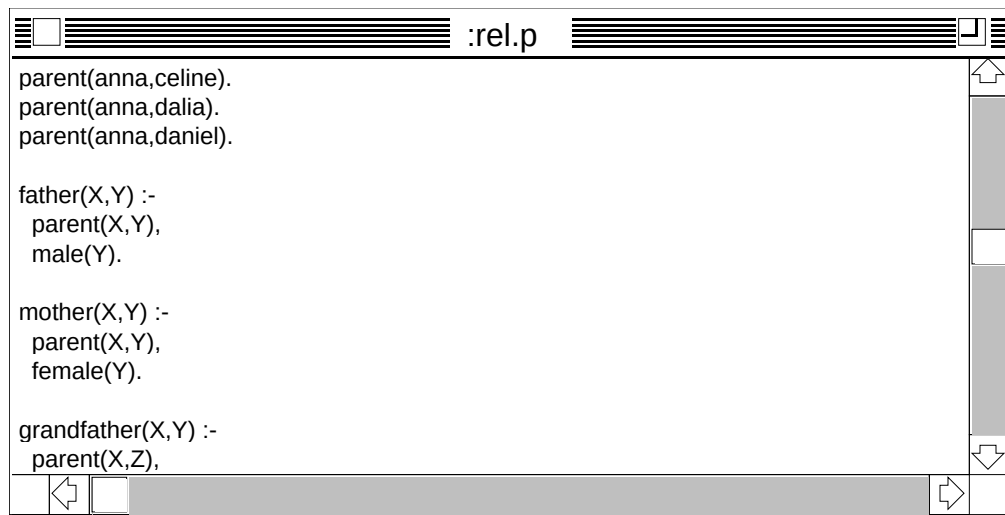 :rel.p
parent(anna,celine).
parent(anna,dalia).
parent(anna,daniel).
father(X,Y) :-
parent(X,Y),
male(Y).
mother(X,Y) :-
parent(X,Y),
female(Y).
grandfather(X,Y) :-
parent(X,Z),